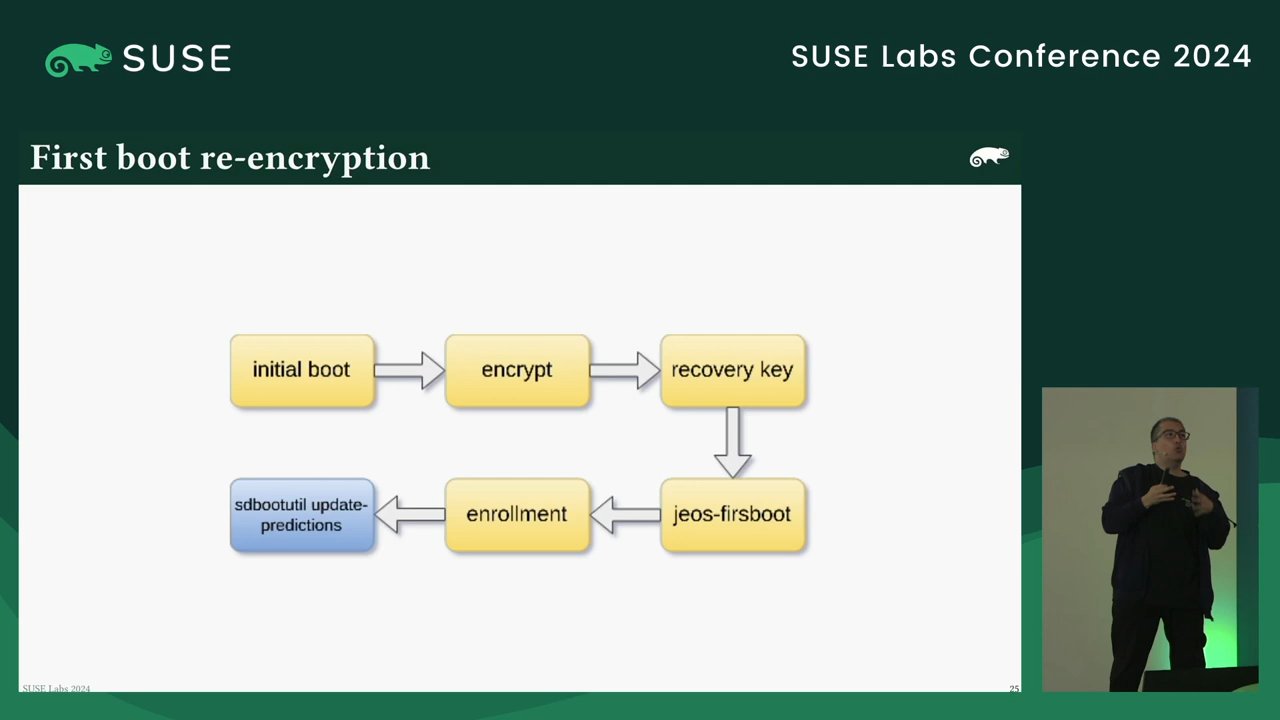 SUSE
SUSE Labs Conference 2024
First boot re-encryption
initial boot
encrypt
recovery key
sdbootutil update-
predictions
enrollment
jeos-firsboot
SUSE Labs 2024
25